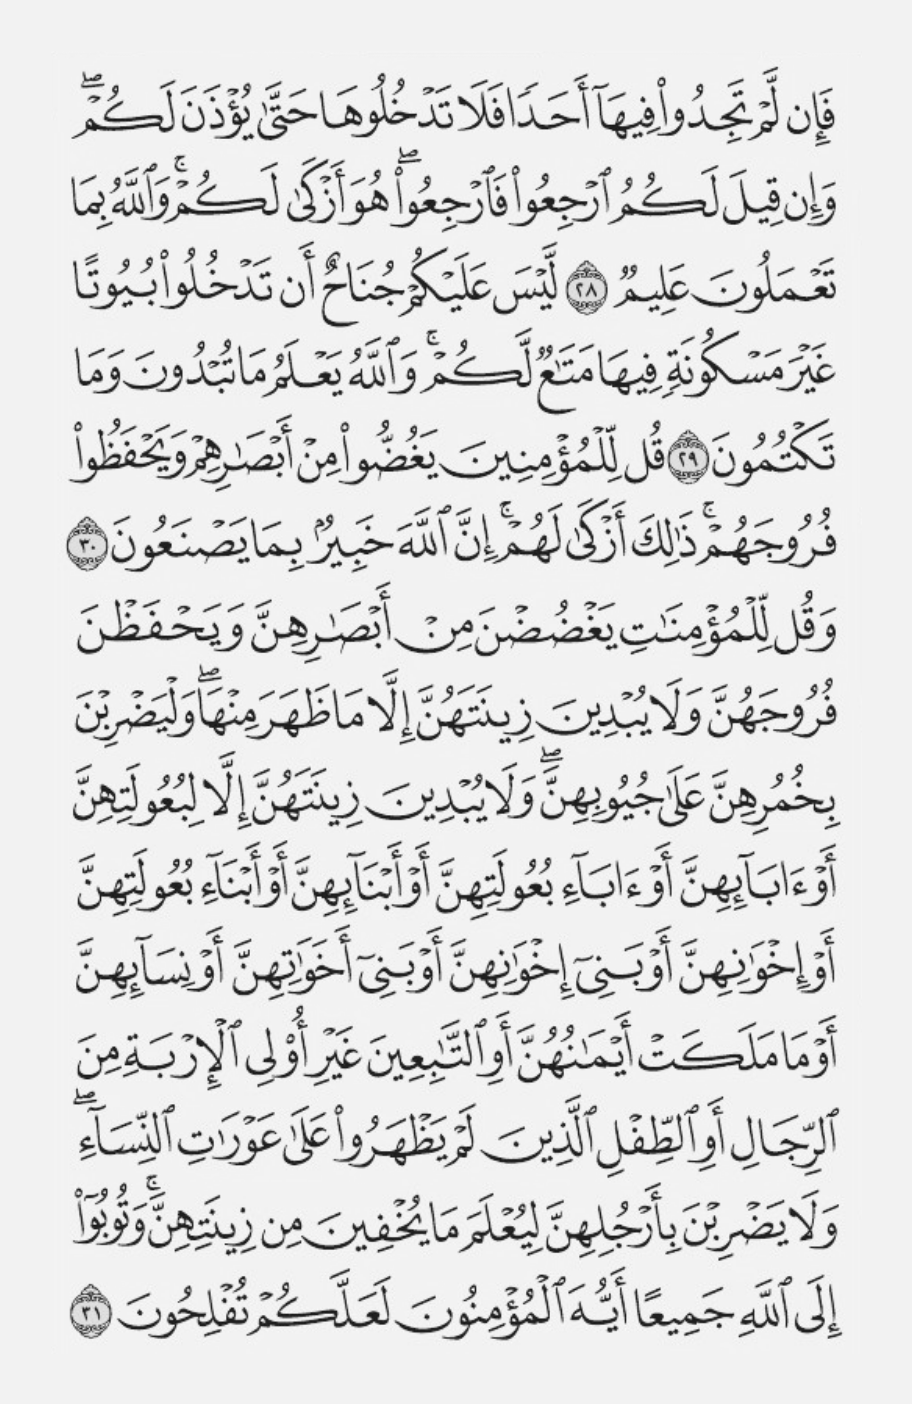 فَإِن لَّمْ تَجِدُوا۟ فِيهَآ أَحَدًا فَلَا تَدْخُلُوهَا حَتَّىٰ يُؤْذَنَ لَكُمْ ۖ
وَإِن قِيلَ لَكُمُ ٱرْجِعُوا۟ فَٱرْجِعُوا۟ ۖ هُوَ أَزْكَىٰ لَكُمْ ۚ وَٱللَّهُ بِمَا
تَعْمَلُونَ عَلِيمٌ ٢٨ لَّيْسَ عَلَيْكُمْ جُنَاحٌ أَن تَدْخُلُوا۟ بُيُوتًا
غَيْرَ مَسْكُونَةٍ فِيهَا مَتَـٰعٌ لَّكُمْ ۚ وَٱللَّهُ يَعْلَمُ مَا تُبْدُونَ وَمَا
تَكْتُمُونَ ٢٩ قُل لِّلْمُؤْمِنِينَ يَغُضُّوا۟ مِنْ أَبْصَـٰرِهِمْ وَيَحْفَظُوا۟
فُرُوجَهُمْ ۚ ذَٰلِكَ أَزْكَىٰ لَهُمْ ۚ إِنَّ ٱللَّهَ خَبِيرٌۢ بِمَا يَصْنَعُونَ ٣٠
وَقُل لِّلْمُؤْمِنَـٰتِ يَغْضُضْنَ مِنْ أَبْصَـٰرِهِنَّ وَيَحْفَظْنَ
فُرُوجَهُنَّ وَلَا يُبْدِينَ زِينَتَهُنَّ إِلَّا مَا ظَهَرَ مِنْهَا ۖ وَلْيَضْرِبْنَ
بِخُمُرِهِنَّ عَلَىٰ جُيُوبِهِنَّ ۖ وَلَا يُبْدِينَ زِينَتَهُنَّ إِلَّا لِبُعُولَتِهِنَّ
أَوْ ءَابَآئِهِنَّ أَوْ ءَابَآءِ بُعُولَتِهِنَّ أَوْ أَبْنَآئِهِنَّ أَوْ أَبْنَآءِ بُعُولَتِهِنَّ
أَوْ إِخْوَٰنِهِنَّ أَوْ بَنِىٓ إِخْوَٰنِهِنَّ أَوْ بَنِىٓ أَخَوَٰتِهِنَّ أَوْ نِسَآئِهِنَّ
أَوْ مَا مَلَكَتْ أَيْمَـٰنُهُنَّ أَوِ ٱلتَّـٰبِعِينَ غَيْرِ أُو۟لِى ٱلْإِرْبَةِ مِنَ
ٱلرِّجَالِ أَوِ ٱلطِّفْلِ ٱلَّذِينَ لَمْ يَظْهَرُوا۟ عَلَىٰ عَوْرَٰتِ ٱلنِّسَآءِ ۖ
وَلَا يَضْرِبْنَ بِأَرْجُلِهِنَّ لِيُعْلَمَ مَا يُخْفِينَ مِن زِينَتِهِنَّ ۚ وَتُوبُوٓا۟
إِلَى ٱللَّهِ جَمِيعًا أَيُّهَ ٱلْمُؤْمِنُونَ لَعَلَّكُمْ تُفْلِحُونَ ٣١